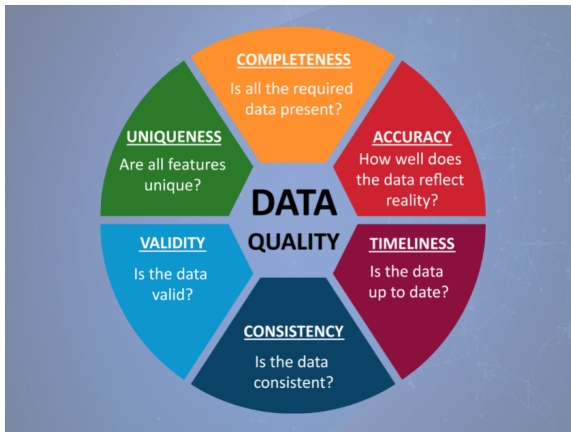 COMPLETENESS
Is all the required
data present?
ACCURACY
How well does
the data reflect
reality?
TIMELINESS
Is the data
up to date?
CONSISTENCY
Is the data
consistent?
VALIDITY
Is the data
valid?
UNIQUENESS
Are all features
unique?
DATA
QUALITY